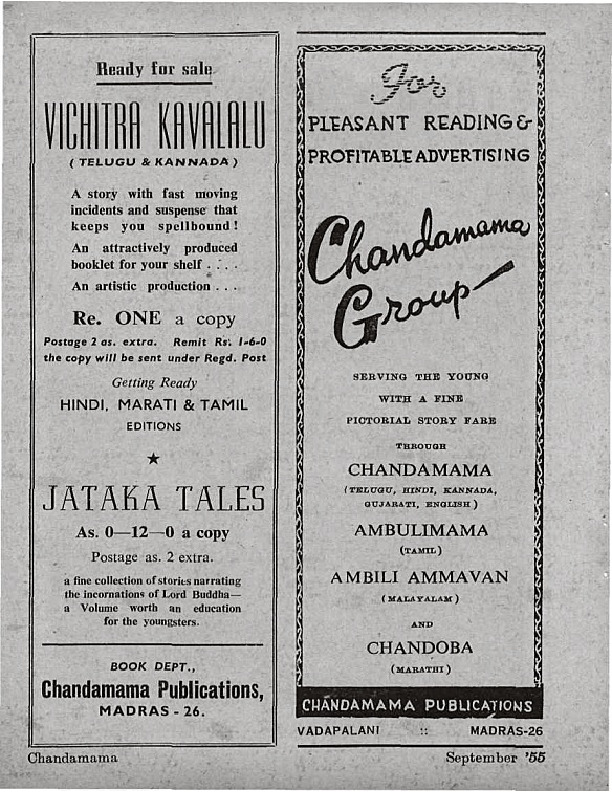 Ready for sale
VICHITRA KAVALALU
( TELUGU & KANNADA )
A story with fast moving
incidents and suspense that
keeps you spellbound !
An attractively produced
booklet for your shelf . . . .
An artistic production . . .
Re. ONE a copy
Postage 2 as. extra. Remit Rs. 1-6-0
the copy will be sent under Regd. Post
Getting Ready
HINDI, MARATI & TAMIL
EDITIONS
★
JATAKA TALES
As. 0—12—0 a copy
Postage as. 2 extra.
a fine collection of stories narrating
the incornations of Lord Buddha—
a Volume worth an education
for the youngsters.
BOOK DEPT.,
Chandamama Publications,
MADRAS - 26.
For
PLEASANT READING &
PROFITABLE ADVERTISING
Chandamama
Group
SERVING THE YOUNG
WITH A FINE
PICTORIAL STORY FARE
THROUGH
CHANDAMAMA
(TELUGU, HINDI, KANNADA,
GUJARATI, ENGLISH)
AMBULIMAMA
(TAMIL)
AMBILI AMMAVAN
(MALAYALAM)
AND
CHANDOBA
(MARATHI)
CHANDAMAMA PUBLICATIONS
VADAPALANI :: MADRAS-26
Chandamama September '55